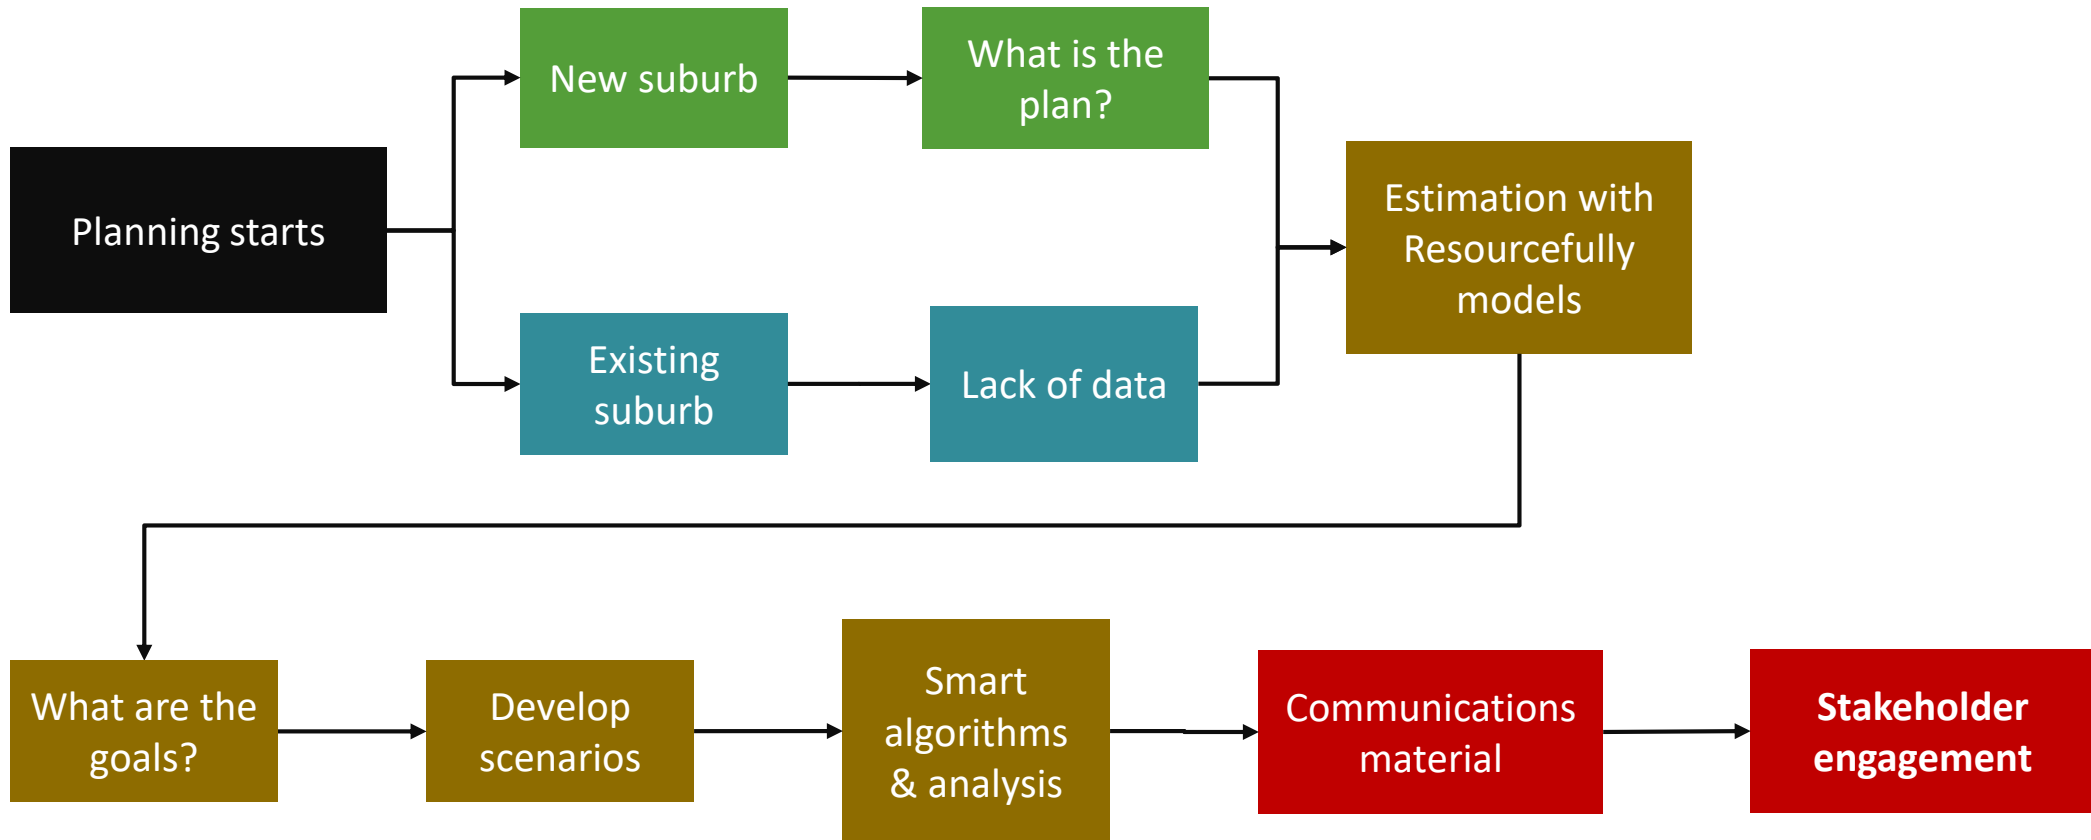 Planning starts
New suburb
What is the
plan?
Existing
suburb
Lack of data
Estimation with
Resourcefully
models
What are the
goals?
Develop
scenarios
Smart
algorithms
& analysis
Communications
material
Stakeholder
engagement